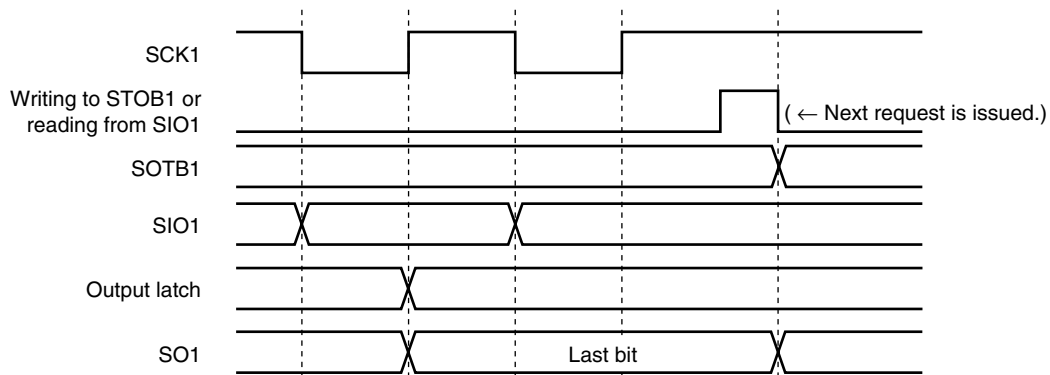 SCK1
Writing to STOB1 or
reading from SIO1
( ← Next request is issued.)
SOTB1
SIO1
Output latch
SO1
Last bit